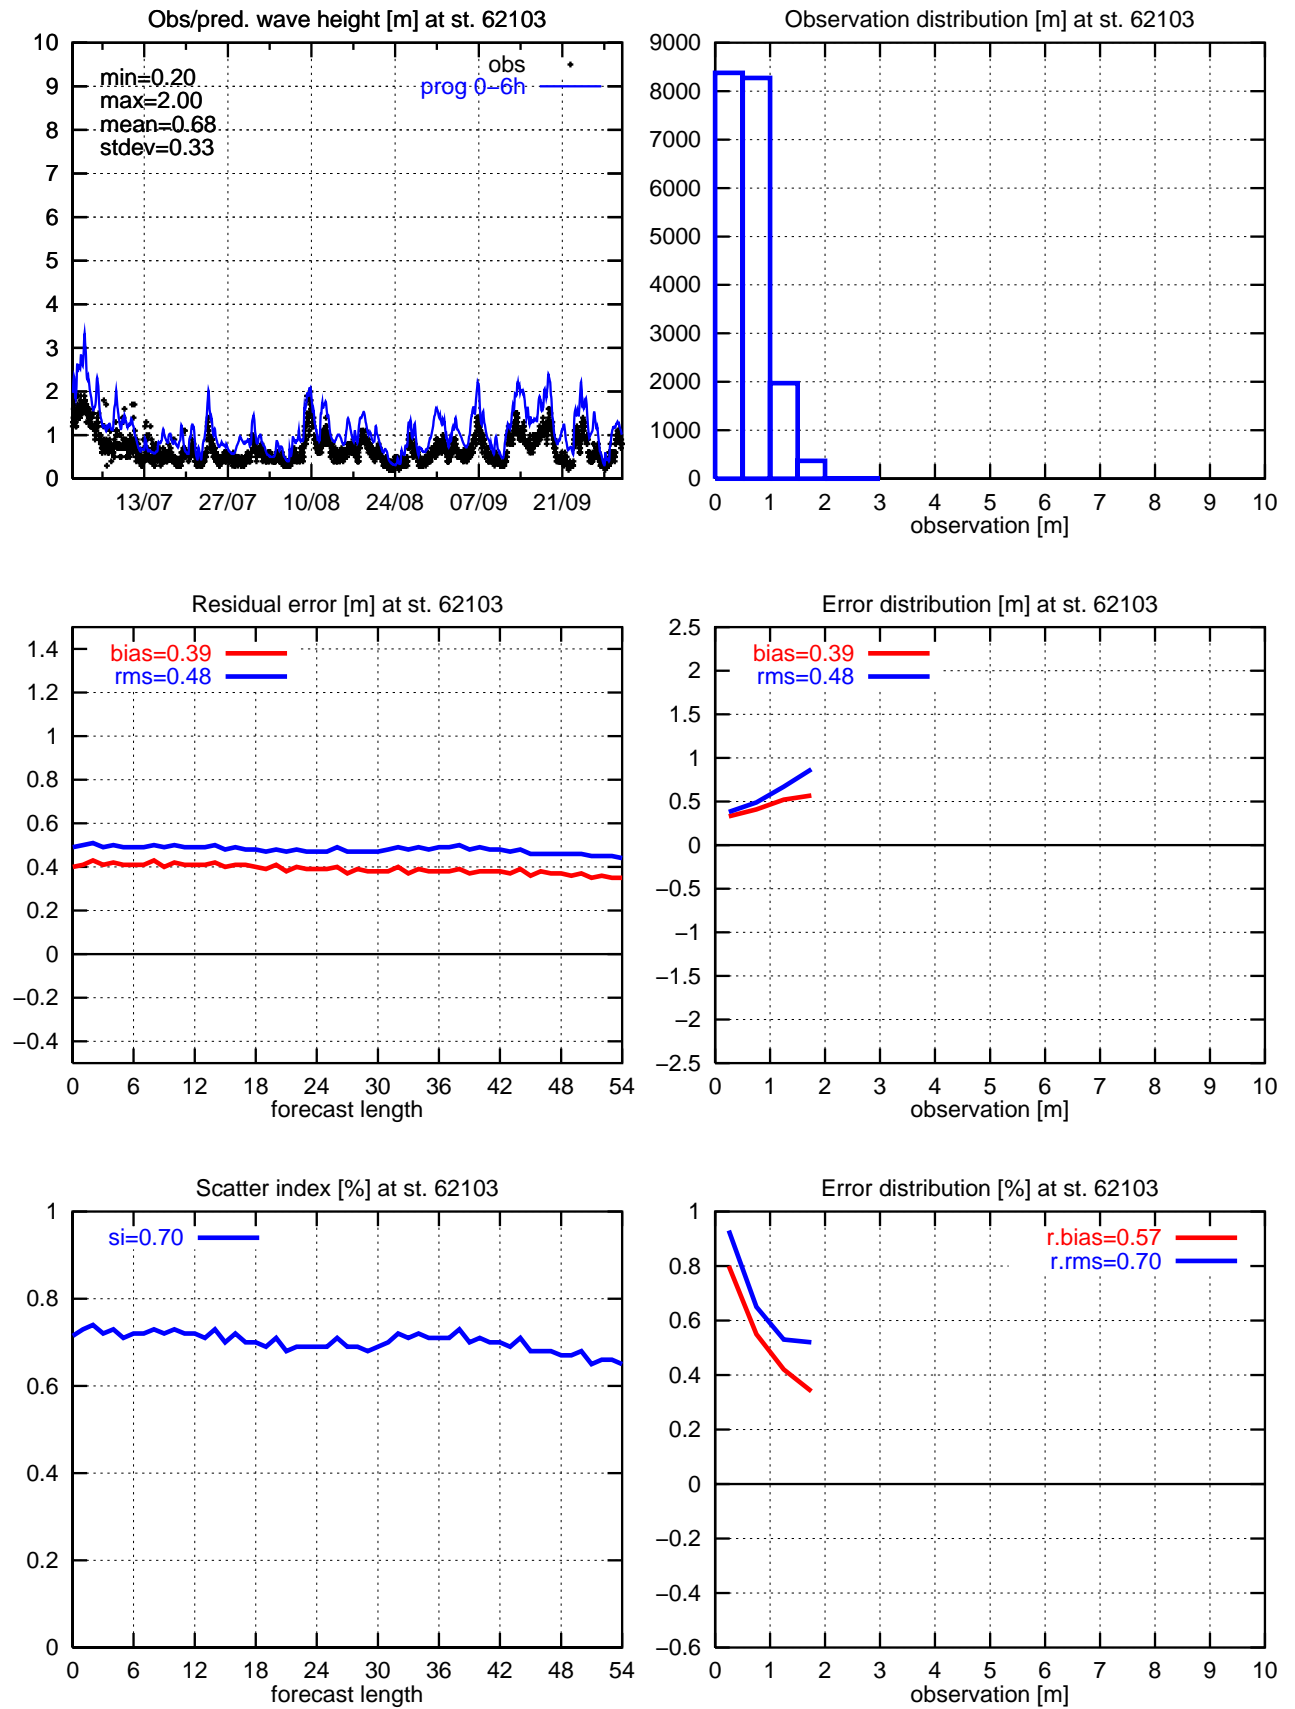 Obs/pred. wave height [m] at st. 62103
10
9
8
7
6
5
4
3
2
1
0
min=0.20
max=2.00
mean=0.68
stdev=0.33
obs
prog 0−6h
13/07 27/07 10/08 24/08 07/09 21/09
Observation distribution [m] at st. 62103
9000
8000
7000
6000
5000
4000
3000
2000
1000
0
0 1 2 3 4 5 6 7 8 9 10
observation [m]
Residual error [m] at st. 62103
1.4
1.2
1
0.8
0.6
0.4
0.2
0
−0.2
−0.4
bias=0.39
rms=0.48
0 6 12 18 24 30 36 42 48 54
forecast length
Error distribution [m] at st. 62103
2.5
2
1.5
1
0.5
0
−0.5
−1
−1.5
−2
−2.5
bias=0.39
rms=0.48
0 1 2 3 4 5 6 7 8 9 10
observation [m]
Scatter index [%] at st. 62103
1
0.8
0.6
0.4
0.2
0
si=0.70
0 6 12 18 24 30 36 42 48 54
forecast length
Error distribution [%] at st. 62103
1
0.8
0.6
0.4
0.2
0
−0.2
−0.4
−0.6
r.bias=0.57
r.rms=0.70
0 1 2 3 4 5 6 7 8 9 10
observation [m]